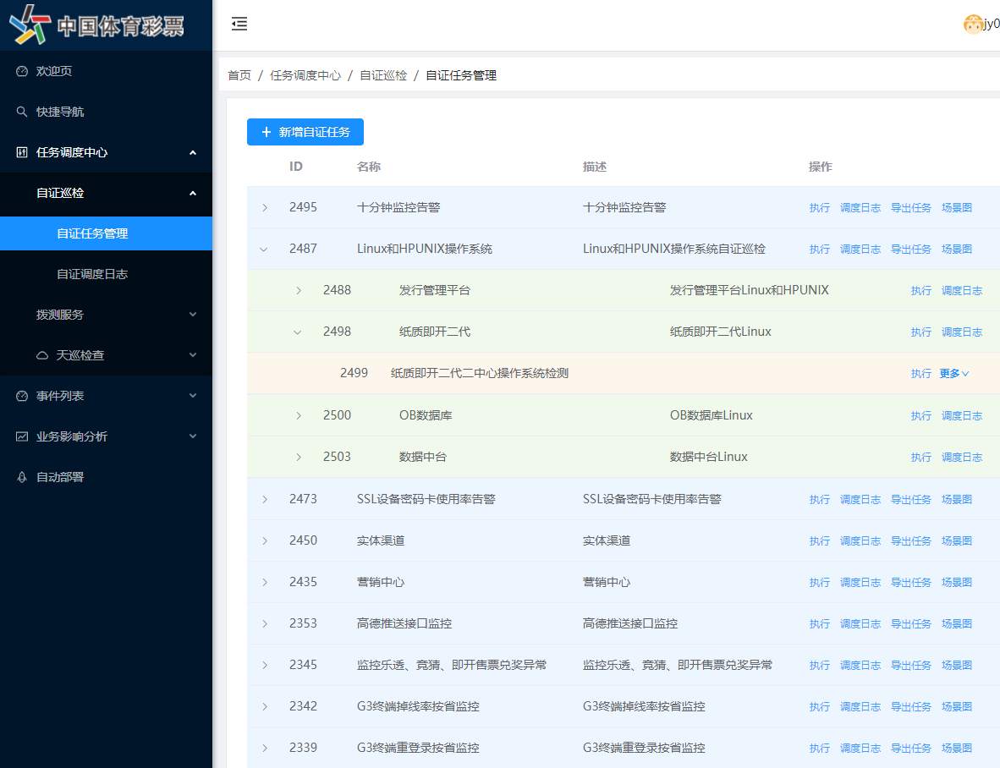 中国体育彩票
jy0
欢迎页
快捷导航
任务调度中心
自证巡检
自证任务管理
自证调度日志
拨测服务
天巡检查
事件列表
业务影响分析
自动部署
首页 / 任务调度中心 / 自证巡检 / 自证任务管理
+ 新增自证任务
ID 名称 描述 操作
2495 十分钟监控告警 十分钟监控告警 执行 调度日志 导出任务 场景图
2487 Linux和HPUNIX操作系统 Linux和HPUNIX操作系统自证巡检 执行 调度日志 导出任务 场景图
2488 发行管理平台 发行管理平台Linux和HPUNIX 执行 调度日志
2498 纸质即开二代 纸质即开二代Linux 执行 调度日志
2499 纸质即开二代二中心操作系统检测 执行 更多
2500 OB数据库 OB数据库Linux 执行 调度日志
2503 数据中台 数据中台Linux 执行 调度日志
2473 SSL设备密码卡使用率告警 SSL设备密码卡使用率告警 执行 调度日志 导出任务 场景图
2450 实体渠道 实体渠道 执行 调度日志 导出任务 场景图
2435 营销中心 营销中心 执行 调度日志 导出任务 场景图
2353 高德推送接口监控 高德推送接口监控 执行 调度日志 导出任务 场景图
2345 监控乐透、竟猜、即开售票兑奖异常 监控乐透、竟猜、即开售票兑奖异常 执行 调度日志 导出任务 场景图
2342 G3终端掉线率按省监控 G3终端掉线率按省监控 执行 调度日志 导出任务 场景图
2339 G3终端重登录按省监控 G3终端重登录按省监控 执行 调度日志 导出任务 场景图